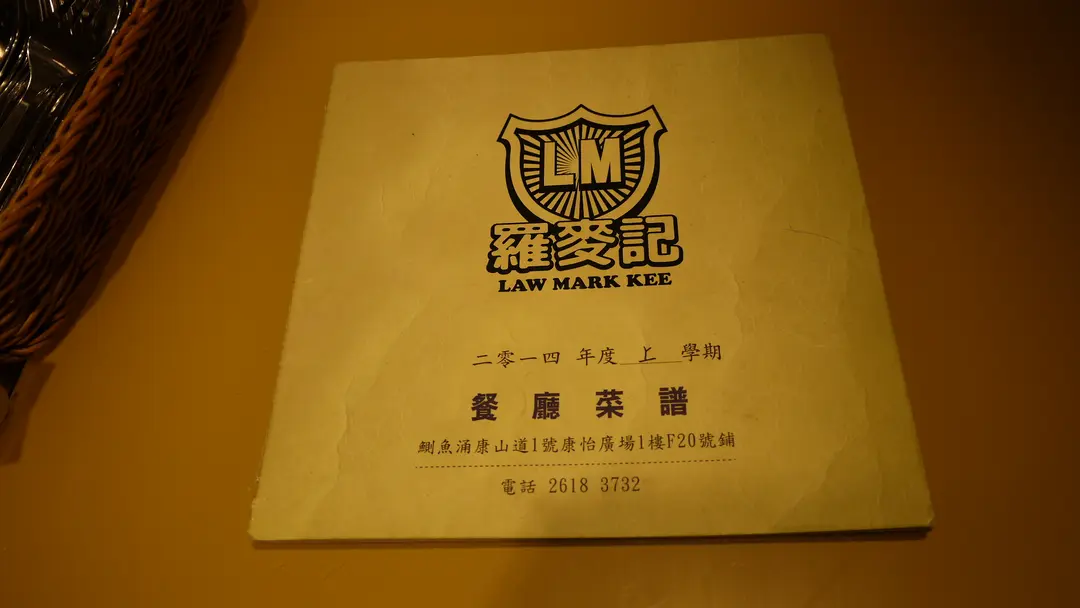 LM
羅麥記
LAW MARK KEE
二零一四 年度 上 學期
餐廳菜譜
鰂魚涌康山道1號康怡廣場1樓F20號鋪
電話 2618 3732